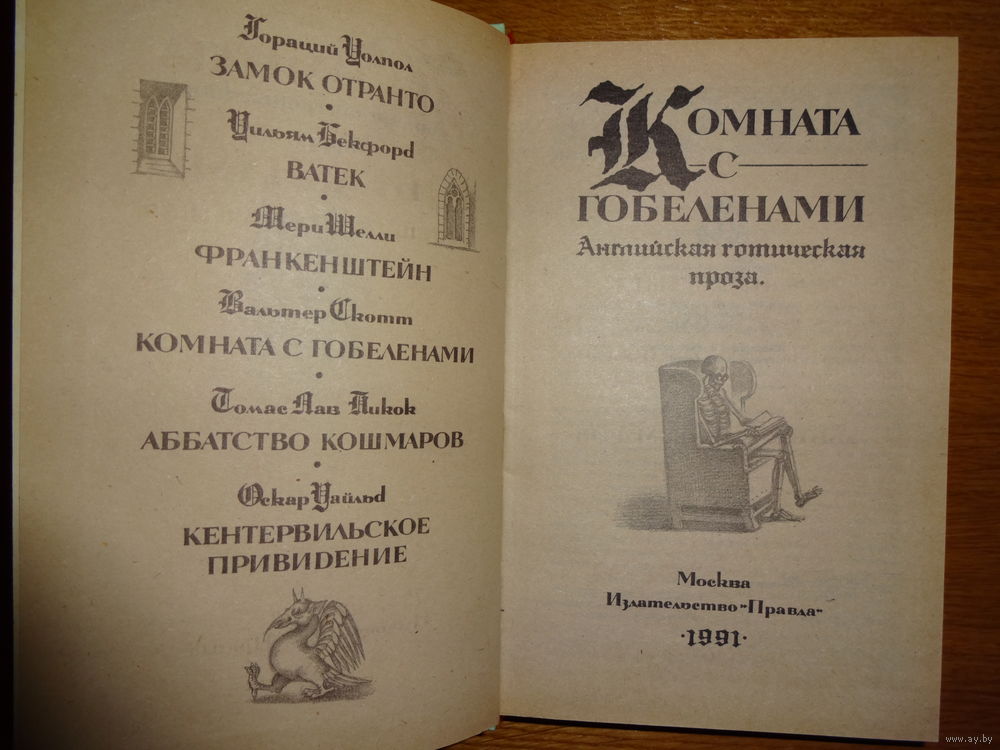 Гораций Уолпол
ЗАМОК ОТРАНТО
•
Уильям Бекфорд
ВАТЕК
•
Мери Шелли
ФРАНКЕНШТЕЙН
•
Вальтер Скотт
КОМНАТА С ГОБЕЛЕНАМИ
•
Томас Лав Пикок
АББАТСТВО КОШМАРОВ
•
Оскар Уайльд
КЕНТЕРВИЛЬСКОЕ
ПРИВИДЕНИЕ
КОМНАТА
С
ГОБЕЛЕНАМИ
Английская готическая
проза.
Москва
Издательство "Правда"
·1991·
www.ay.by